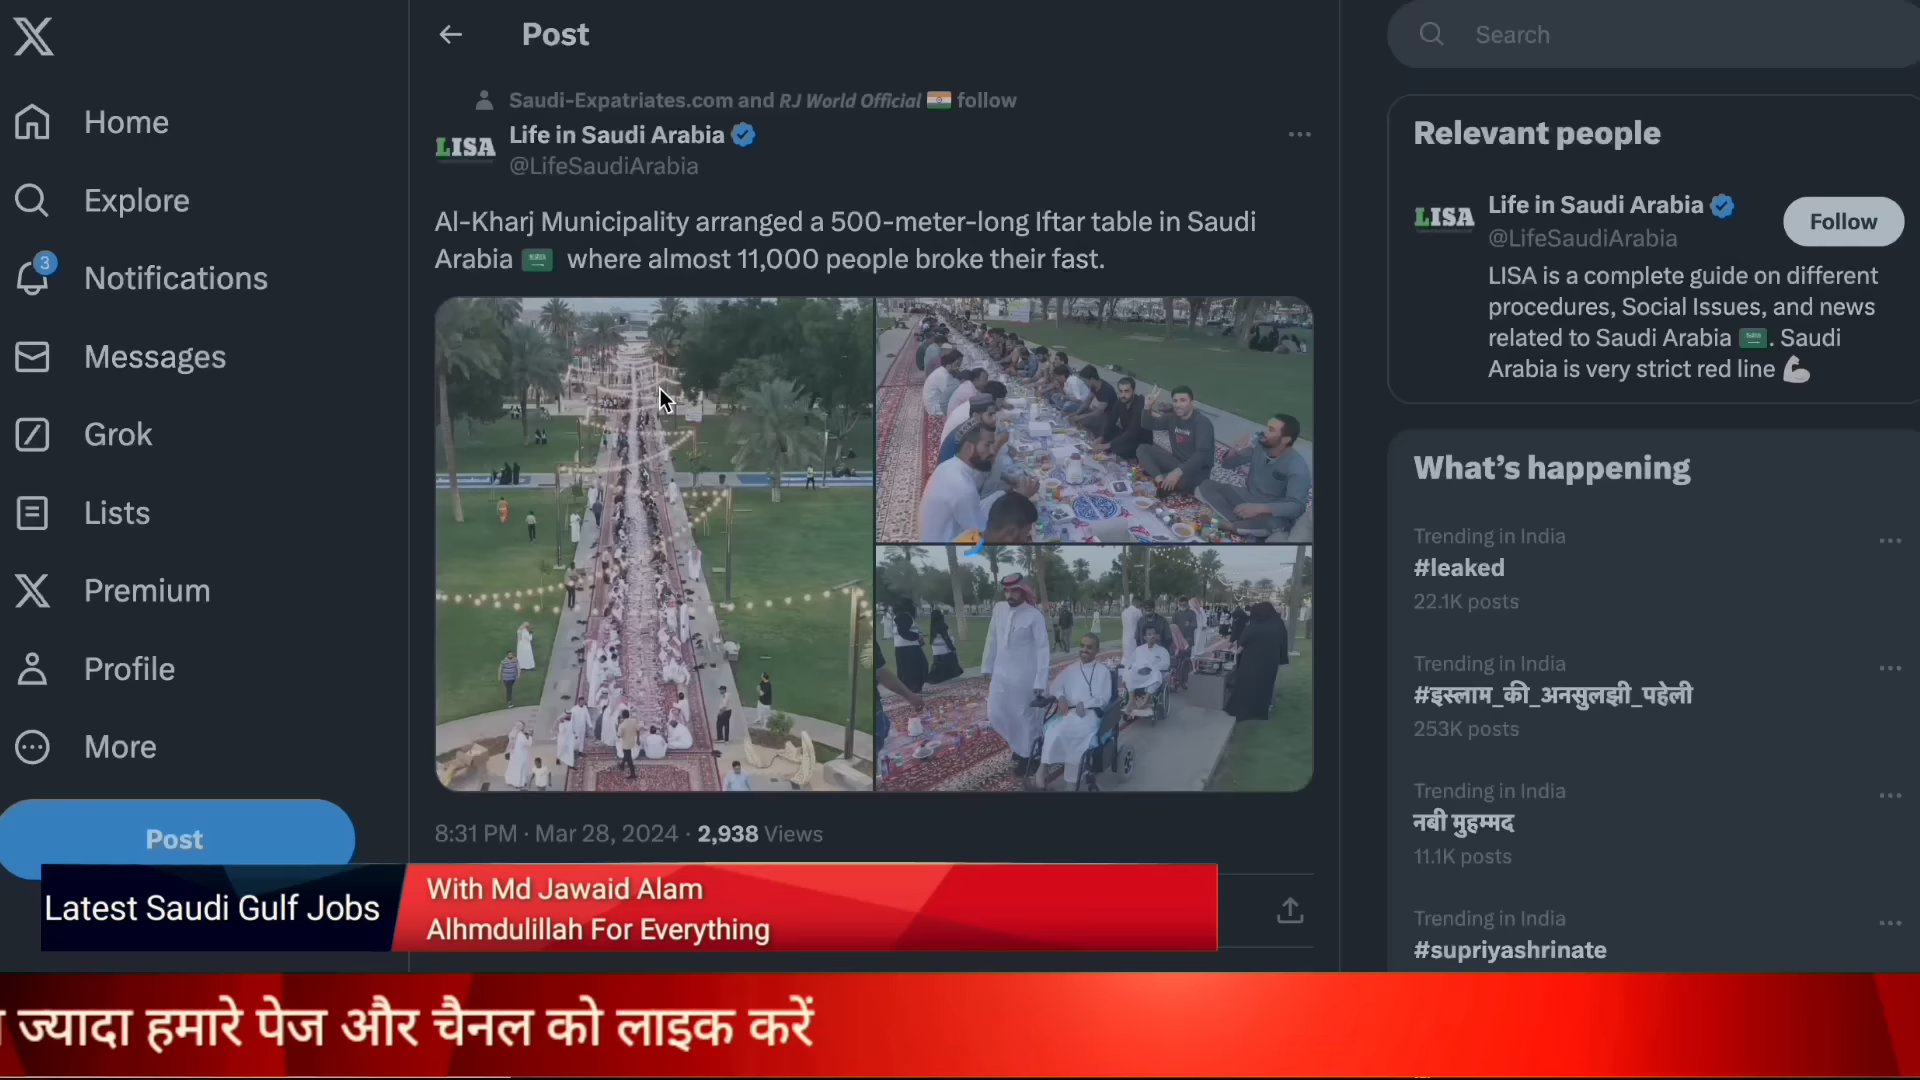 Home
Explore
3
Notifications
Messages
Grok
Lists
Premium
Profile
More
Post
Post
Saudi-Expatriates.com and RJ World Official 🇮🇳 follow
LISA
Life in Saudi Arabia
@LifeSaudiArabia
Al-Kharj Municipality arranged a 500-meter-long Iftar table in Saudi
Arabia 🇸🇦 where almost 11,000 people broke their fast.
8:31 PM · Mar 28, 2024 · 2,938 Views
Search
Relevant people
LISA
Life in Saudi Arabia
@LifeSaudiArabia
Follow
LISA is a complete guide on different
procedures, Social Issues, and news
related to Saudi Arabia 🇸🇦. Saudi
Arabia is very strict red line 💪
What's happening
Trending in India
#leaked
22.1K posts
Trending in India
#इस्लाम_की_अनसुलझी_पहेली
253K posts
Trending in India
नबी मुहम्मद
11.1K posts
Trending in India
#supriyashrinate
Latest Saudi Gulf Jobs
With Md Jawaid Alam
Alhmdulillah For Everything
ज्यादा हमारे पेज और चैनल को लाइक करें